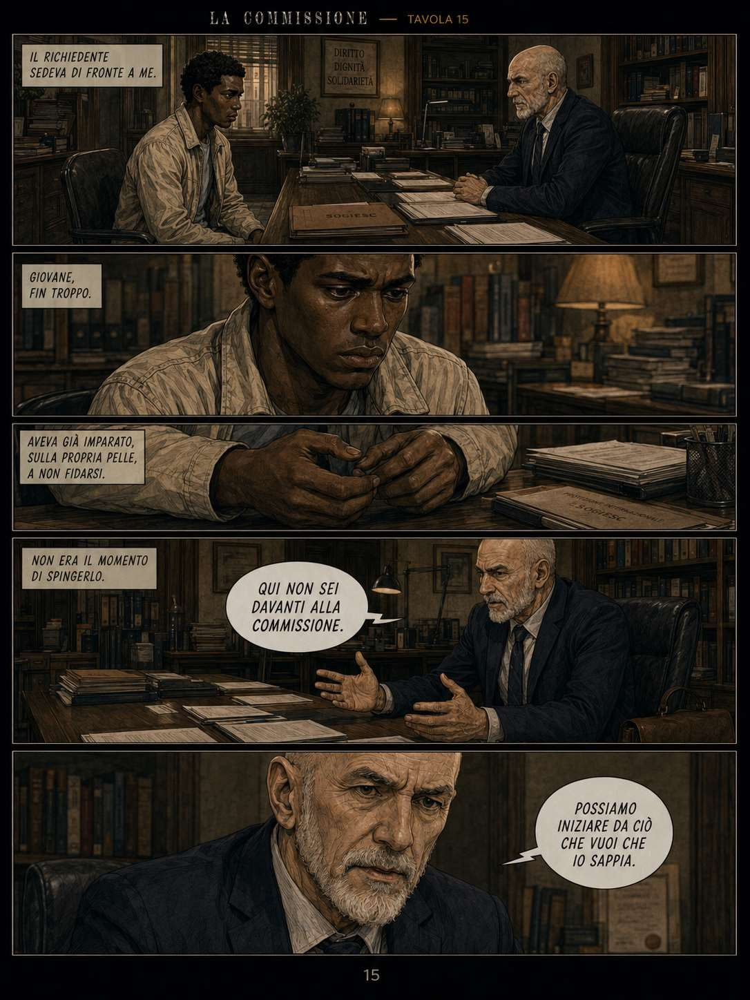 LA COMMISSIONE — TAVOLA 15
IL RICHIEDENTE
SEDEVA DI FRONTE A ME.
DIRITTO
DIGNITÀ
SOLIDARIETÀ
SOGIESC
GIOVANE,
FIN TROPPO.
AVEVA GIÀ IMPARATO,
SULLA PROPRIA PELLE,
A NON FIDARSI.
PROTEZIONE INTERNAZIONALE
SOGIESC
NON ERA IL MOMENTO
DI SPINGERLO.
QUI NON SEI
DAVANTI ALLA
COMMISSIONE.
POSSIAMO
INIZIARE DA CIÒ
CHE VUOI CHE
IO SAPPIA.
15